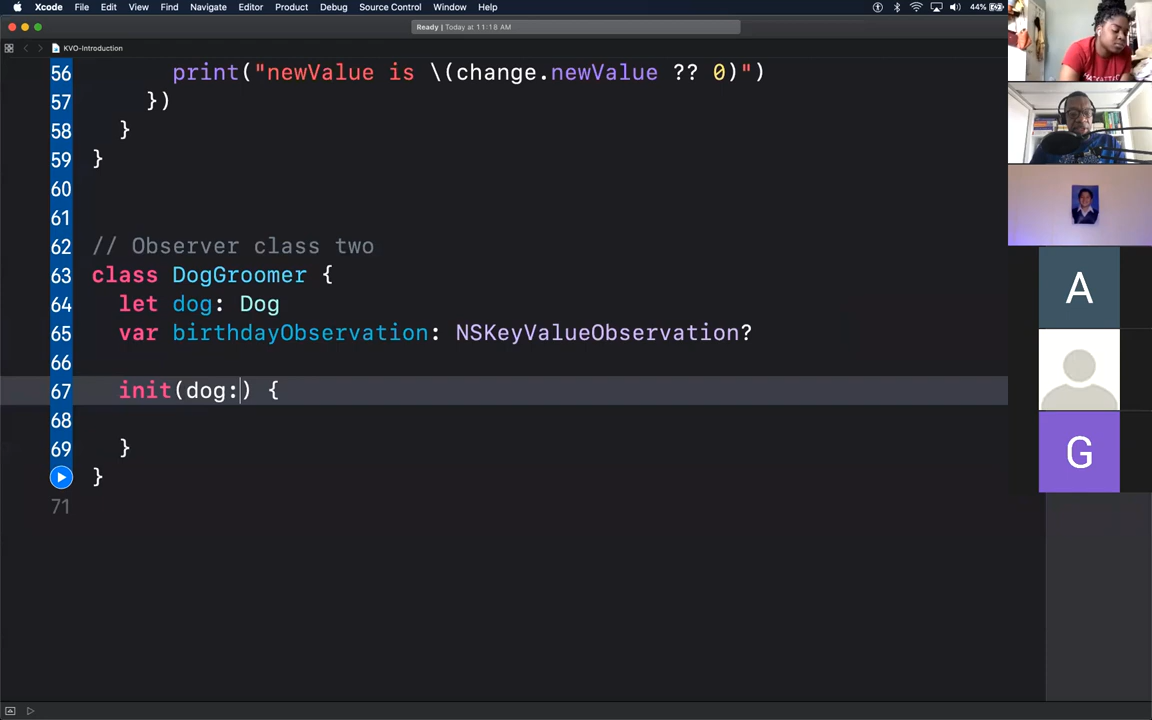 Xcode File Edit View Find Navigate Editor Product Debug Source Control Window Help 44%
Ready | Today at 11:18 AM
KVO-Introduction
56 print("newValue is \(change.newValue ?? 0)")
57 })
58 }
59 }
60
61
62 // Observer class two
63 class DogGroomer {
64 let dog: Dog
65 var birthdayObservation: NSKeyValueObservation?
66
67 init(dog:) {
68
69 }
}
71
A
G